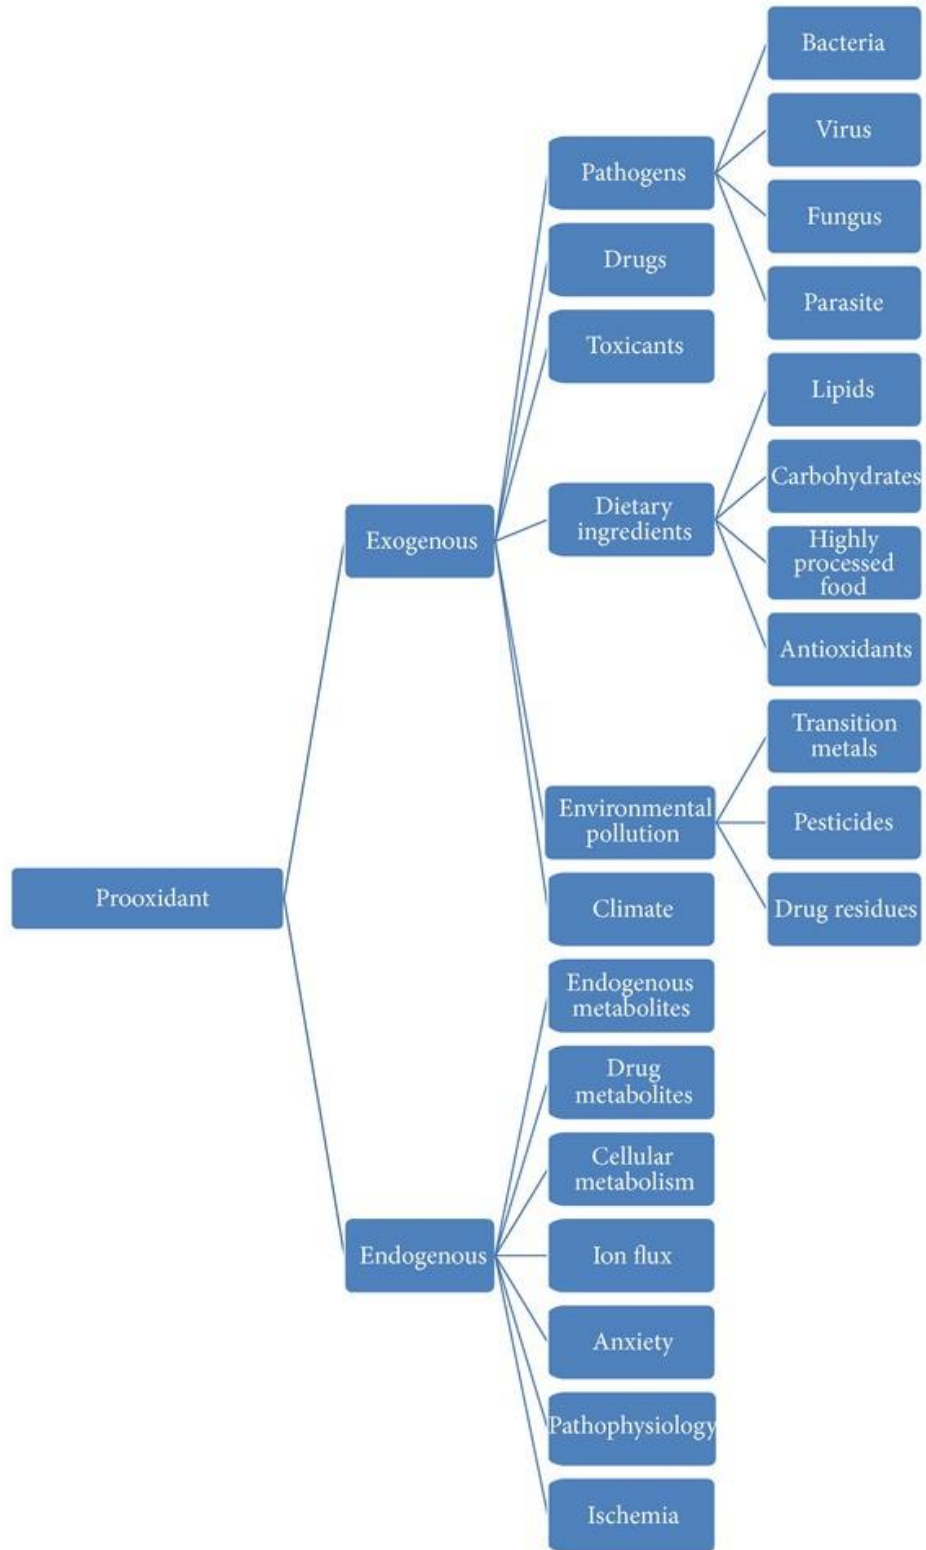 Prooxidant
Exogenous
Pathogens
Bacteria
Virus
Fungus
Parasite
Drugs
Toxicants
Dietary
ingredients
Lipids
Carbohydrates
Highly
processed
food
Antioxidants
Environmental
pollution
Transition
metals
Pesticides
Drug residues
Climate
Endogenous
Endogenous
metabolites
Drug
metabolites
Cellular
metabolism
Ion flux
Anxiety
Pathophysiology
Ischemia